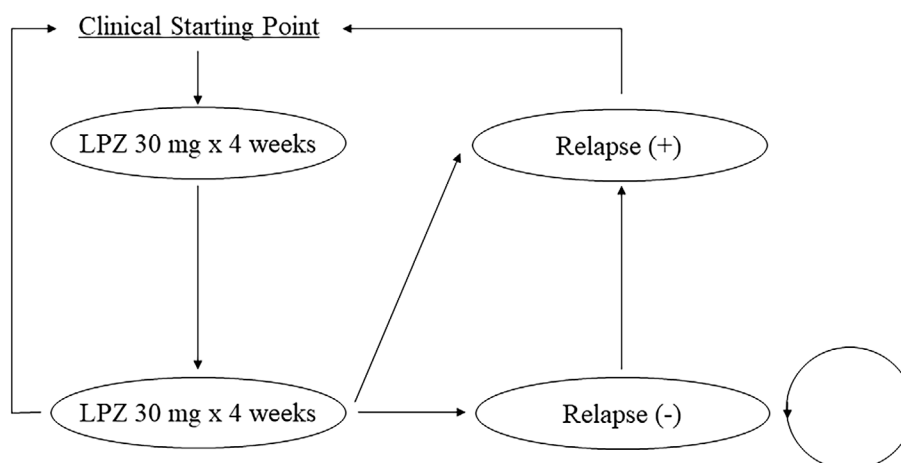 Clinical Starting Point
LPZ 30 mg x 4 weeks
Relapse (+)
LPZ 30 mg x 4 weeks
Relapse (-)